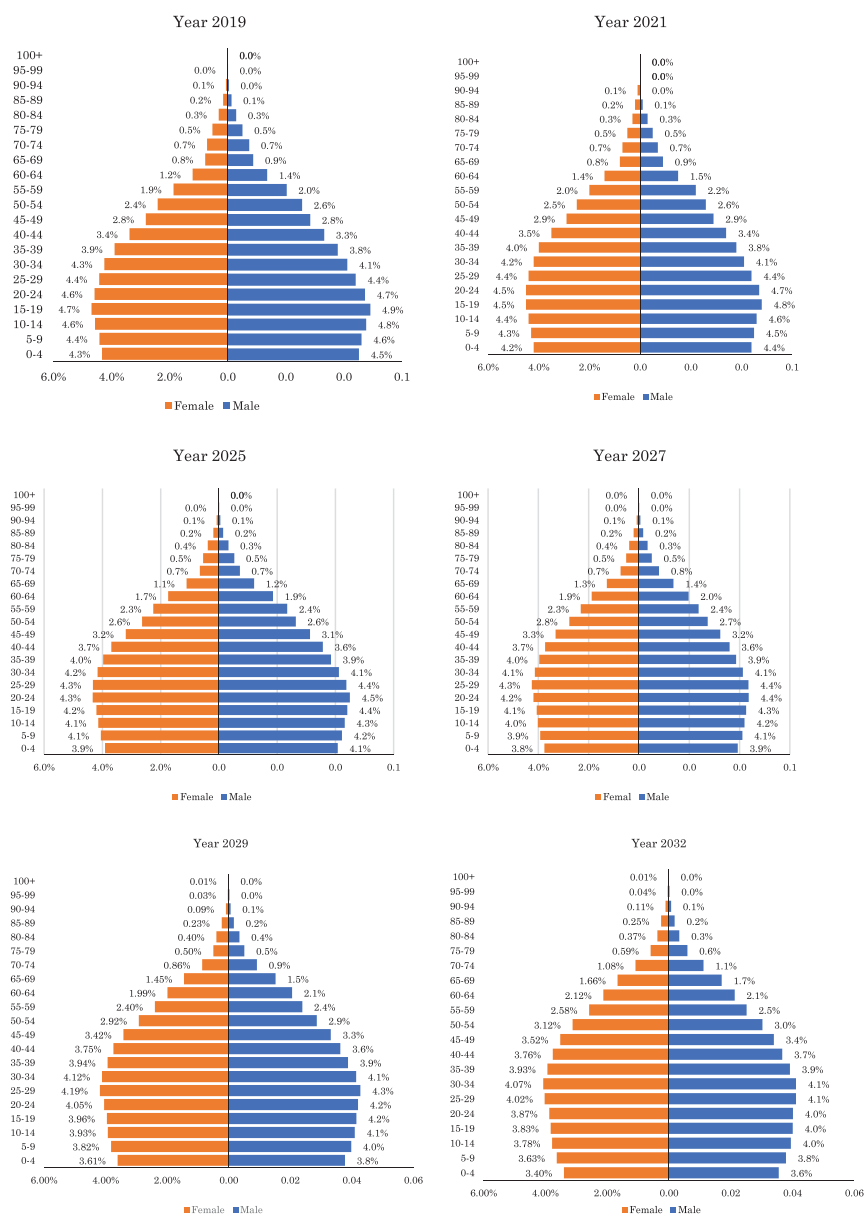 Year 2019
100+ 0.0%
95-99 0.0% 0.0%
90-94 0.1% 0.0%
85-89 0.2% 0.1%
80-84 0.3% 0.3%
75-79 0.5% 0.5%
70-74 0.7% 0.7%
65-69 0.8% 0.9%
60-64 1.2% 1.4%
55-59 1.9% 2.0%
50-54 2.4% 2.6%
45-49 2.8% 2.8%
40-44 3.4% 3.3%
35-39 3.9% 3.8%
30-34 4.3% 4.1%
25-29 4.4% 4.4%
20-24 4.6% 4.7%
15-19 4.7% 4.9%
10-14 4.6% 4.8%
5-9 4.4% 4.6%
0-4 4.3% 4.5%
6.0% 4.0% 2.0% 0.0 0.0 0.0 0.1
Female Male
Year 2021
100+ 0.0%
95-99 0.0%
90-94 0.1% 0.0%
85-89 0.2% 0.1%
80-84 0.3% 0.3%
75-79 0.5% 0.5%
70-74 0.7% 0.7%
65-69 0.8% 0.9%
60-64 1.4% 1.5%
55-59 2.0% 2.2%
50-54 2.5% 2.6%
45-49 2.9% 2.9%
40-44 3.5% 3.4%
35-39 4.0% 3.8%
30-34 4.2% 4.1%
25-29 4.4% 4.4%
20-24 4.5% 4.7%
15-19 4.5% 4.8%
10-14 4.4% 4.6%
5-9 4.3% 4.5%
0-4 4.2% 4.4%
6.0% 4.0% 2.0% 0.0 0.0 0.0 0.1
Female Male
Year 2025
100+ 0.0%
95-99 0.0% 0.0%
90-94 0.1% 0.1%
85-89 0.2% 0.2%
80-84 0.4% 0.3%
75-79 0.5% 0.5%
70-74 0.7% 0.7%
65-69 1.1% 1.2%
60-64 1.7% 1.9%
55-59 2.3% 2.4%
50-54 2.6% 2.6%
45-49 3.2% 3.1%
40-44 3.7% 3.6%
35-39 4.0% 3.9%
30-34 4.2% 4.1%
25-29 4.3% 4.4%
20-24 4.3% 4.5%
15-19 4.2% 4.4%
10-14 4.1% 4.3%
5-9 4.1% 4.2%
0-4 3.9% 4.1%
6.0% 4.0% 2.0% 0.0 0.0 0.0 0.1
Female Male
Year 2027
100+ 0.0% 0.0%
95-99 0.0% 0.0%
90-94 0.1% 0.1%
85-89 0.2% 0.2%
80-84 0.4% 0.3%
75-79 0.5% 0.5%
70-74 0.7% 0.8%
65-69 1.3% 1.4%
60-64 1.9% 2.0%
55-59 2.3% 2.4%
50-54 2.8% 2.7%
45-49 3.3% 3.2%
40-44 3.7% 3.6%
35-39 4.0% 3.9%
30-34 4.1% 4.1%
25-29 4.3% 4.4%
20-24 4.2% 4.4%
15-19 4.1% 4.3%
10-14 4.0% 4.2%
5-9 3.9% 4.1%
0-4 3.8% 3.9%
6.0% 4.0% 2.0% 0.0 0.0 0.0 0.1
Femal Male
Year 2029
100+ 0.01% 0.0%
95-99 0.03% 0.0%
90-94 0.09% 0.1%
85-89 0.23% 0.2%
80-84 0.40% 0.4%
75-79 0.50% 0.5%
70-74 0.86% 0.9%
65-69 1.45% 1.5%
60-64 1.99% 2.1%
55-59 2.40% 2.4%
50-54 2.92% 2.9%
45-49 3.42% 3.3%
40-44 3.75% 3.6%
35-39 3.94% 3.9%
30-34 4.12% 4.1%
25-29 4.19% 4.3%
20-24 4.05% 4.2%
15-19 3.96% 4.2%
10-14 3.93% 4.1%
5-9 3.82% 4.0%
0-4 3.61% 3.8%
6.00% 4.00% 2.00% 0.00 0.02 0.04 0.06
Female Male
Year 2032
100+ 0.01% 0.0%
95-99 0.04% 0.0%
90-94 0.11% 0.1%
85-89 0.25% 0.2%
80-84 0.37% 0.3%
75-79 0.59% 0.6%
70-74 1.08% 1.1%
65-69 1.66% 1.7%
60-64 2.12% 2.1%
55-59 2.58% 2.5%
50-54 3.12% 3.0%
45-49 3.52% 3.4%
40-44 3.76% 3.7%
35-39 3.93% 3.9%
30-34 4.07% 4.1%
25-29 4.02% 4.1%
20-24 3.87% 4.0%
15-19 3.83% 4.0%
10-14 3.78% 4.0%
5-9 3.63% 3.8%
0-4 3.40% 3.6%
6.00% 4.00% 2.00% 0.00 0.02 0.04 0.06
Female Male